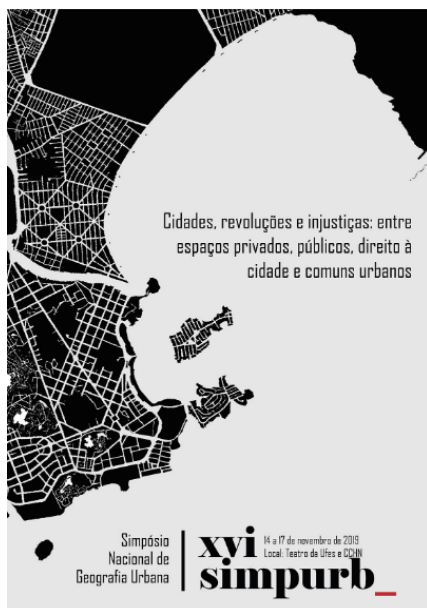 Cidades, revoluções e injustiças: entre
espaços privados, públicos, direito à
cidade e comuns urbanos
Simpósio
Nacional de
Geografia Urbana
xvi
simpurb_
14 a 17 de novembro de 2019
Local: Teatro da Ufes e CCHN